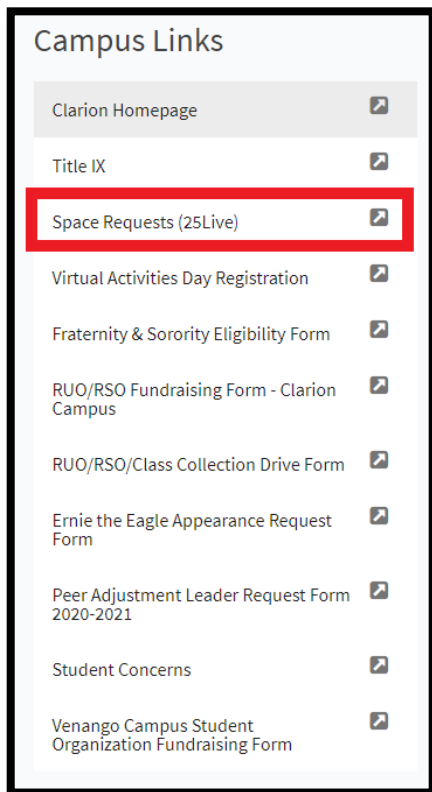 Campus Links
Clarion Homepage
Title IX
Space Requests (25Live)
Virtual Activities Day Registration
Fraternity & Sorority Eligibility Form
RUO/RSO Fundraising Form - Clarion
Campus
RUO/RSO/Class Collection Drive Form
Ernie the Eagle Appearance Request
Form
Peer Adjustment Leader Request Form
2020-2021
Student Concerns
Venango Campus Student
Organization Fundraising Form